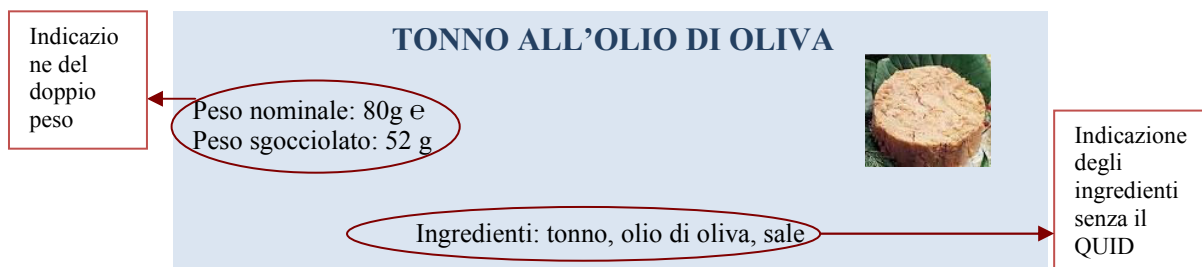 Indicazio
ne del
doppio
peso
TONNO ALL’OLIO DI OLIVA
Peso nominale: 80g ℮
Peso sgocciolato: 52 g
Ingredienti: tonno, olio di oliva, sale
Indicazione
degli
ingredienti
senza il
QUID